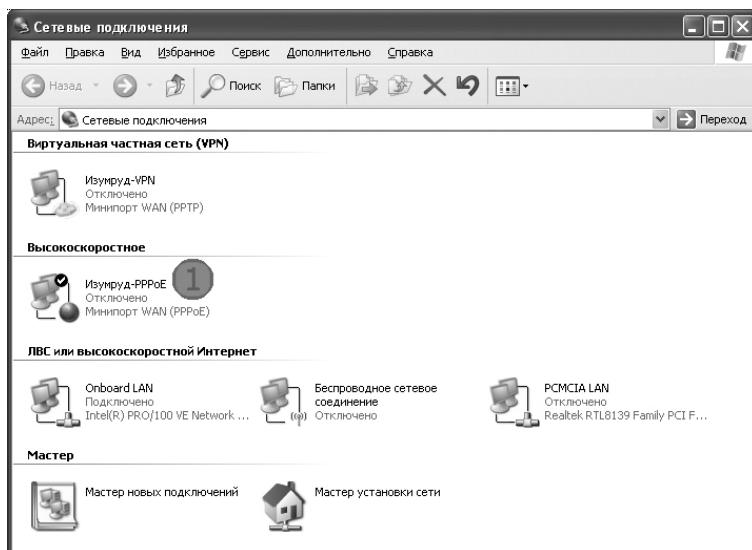 Сетевые подключения
Файл Правка Вид Избранное Сервис Дополнительно Справка
Назад Поиск Папки
Адрес: Сетевые подключения Переход
Виртуальная частная сеть (VPN)
Изумруд-VPN
Отключено
Минипорт WAN (PPTP)
Высокоскоростное
Изумруд-PPPoE 1
Отключено
Минипорт WAN (PPPoE)
ЛВС или высокоскоростной Интернет
Onboard LAN
Подключено
Intel(R) PRO/100 VE Network ...
Беспроводное сетевое
соединение
Отключено
PCMCIA LAN
Отключено
Realtek RTL8139 Family PCI F...
Мастер
Мастер новых подключений
Мастер установки сети